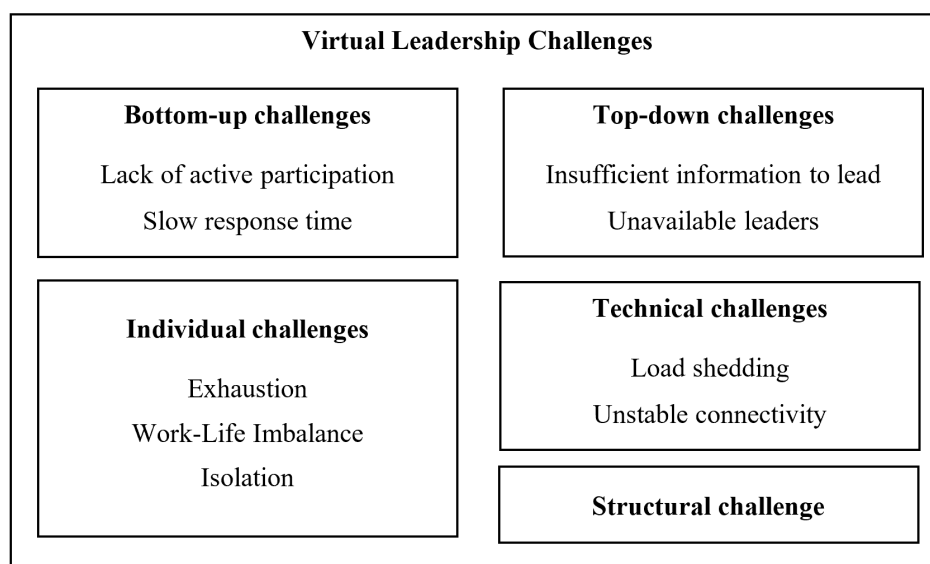 Virtual Leadership Challenges
Bottom-up challenges
Lack of active participation
Slow response time
Top-down challenges
Insufficient information to lead
Unavailable leaders
Individual challenges
Exhaustion
Work-Life Imbalance
Isolation
Technical challenges
Load shedding
Unstable connectivity
Structural challenge